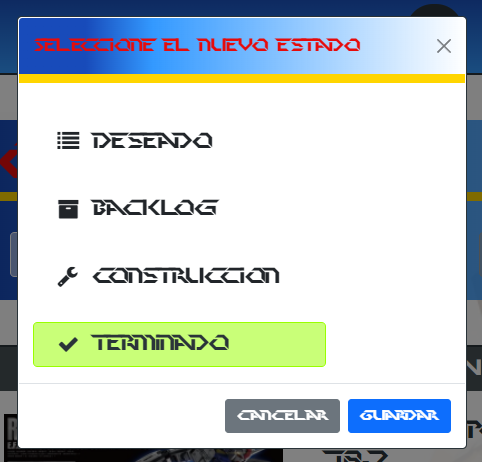 SELECCIONE EL NUEVO ESTADO
DESEADO
BACKLOG
CONSTRUCCION
TERMINADO
CANCELAR
GUARDAR